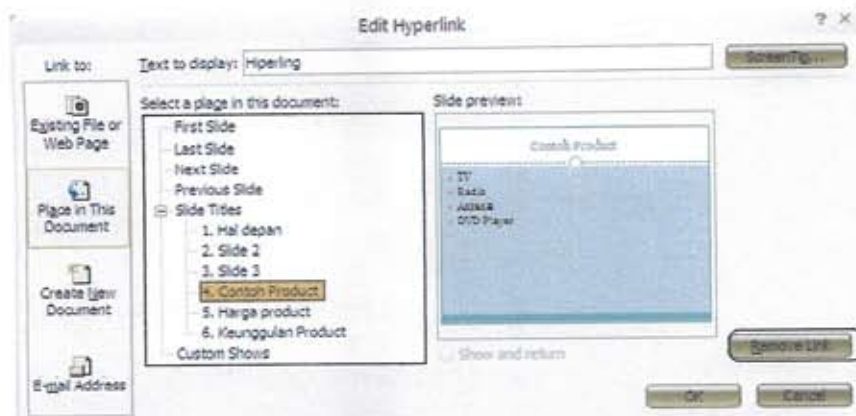 Edit Hyperlink
? ×
Link to:
Text to display: Hiperling
ScreenTip...
Existing File or
Web Page
Place in This
Document
Create New
Document
E-mail Address
Select a place in this document:
First Slide
Last Slide
Next Slide
Previous Slide
Slide Titles
1. Hal depan
2. Slide 2
3. Slide 3
4. Contoh Product
5. Harga product
6. Keunggulan Product
Custom Shows
Slide preview:
Contoh Product
TV
Radio
Antena
DVD Player
Show and return
Remove Link
OK
Cancel